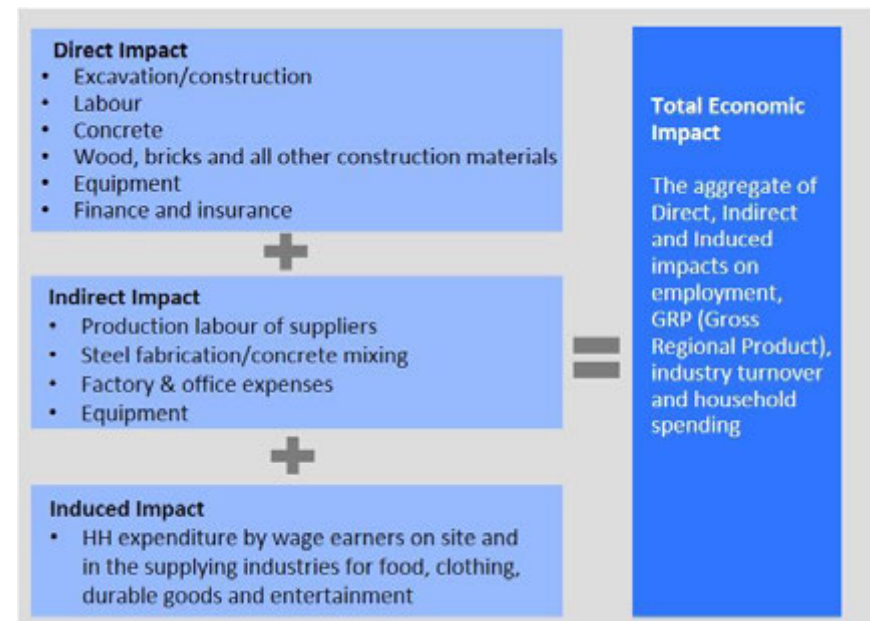 Direct Impact
• Excavation/construction
• Labour
• Concrete
• Wood, bricks and all other construction materials
• Equipment
• Finance and insurance
+
Indirect Impact
• Production labour of suppliers
• Steel fabrication/concrete mixing
• Factory & office expenses
• Equipment
+
Induced Impact
• HH expenditure by wage earners on site and
in the supplying industries for food, clothing,
durable goods and entertainment
=
Total Economic
Impact
The aggregate of
Direct, Indirect
and Induced
impacts on
employment,
GRP (Gross
Regional Product),
industry turnover
and household
spending